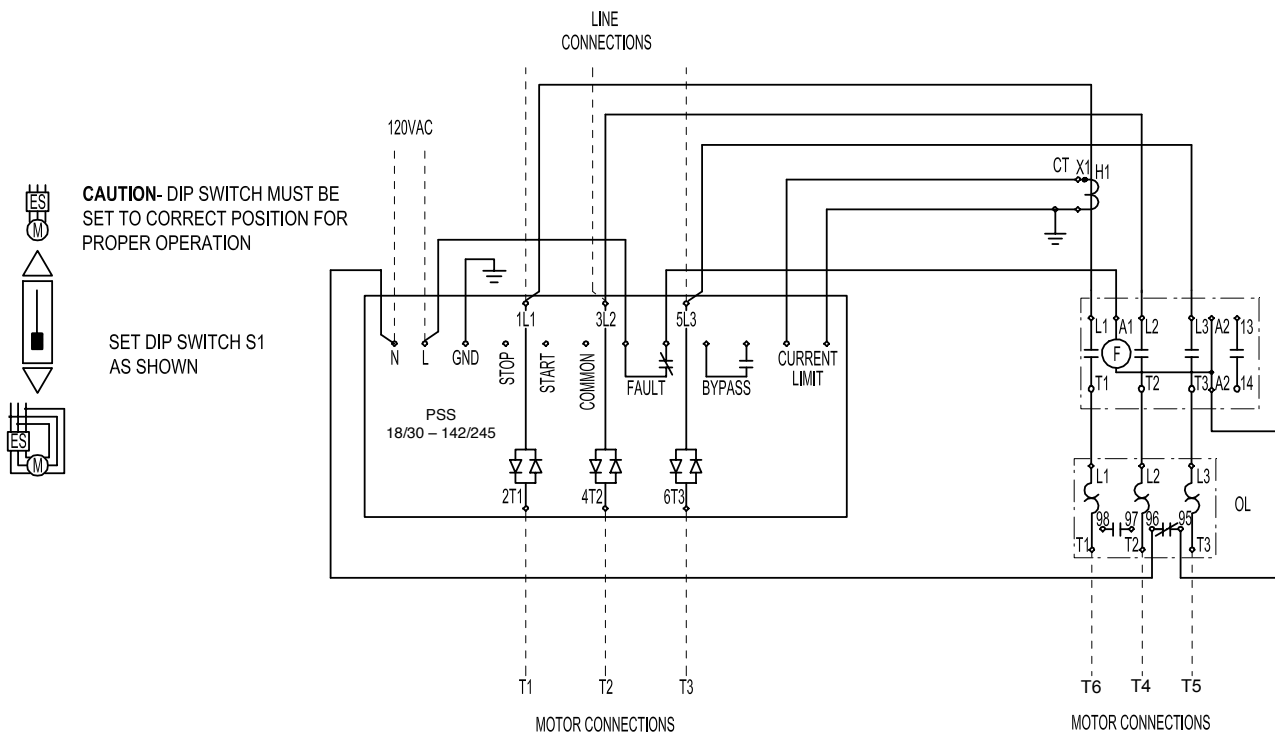 LINE
CONNECTIONS
120VAC
CT X1 H1
ES
M
CAUTION- DIP SWITCH MUST BE
SET TO CORRECT POSITION FOR
PROPER OPERATION
SET DIP SWITCH S1
AS SHOWN
ES
M
1L1 3L2 5L3
N L GND STOP START COMMON FAULT BYPASS CURRENT
LIMIT
PSS
18/30 – 142/245
2T1 4T2 6T3
L1 A1 L2 L3 A2 13
F
T1 T2 T3 A2 14
L1 L2 L3
OL
98 97 96 95
T1 T2 T3
T1 T2 T3
MOTOR CONNECTIONS
T6 T4 T5
MOTOR CONNECTIONS